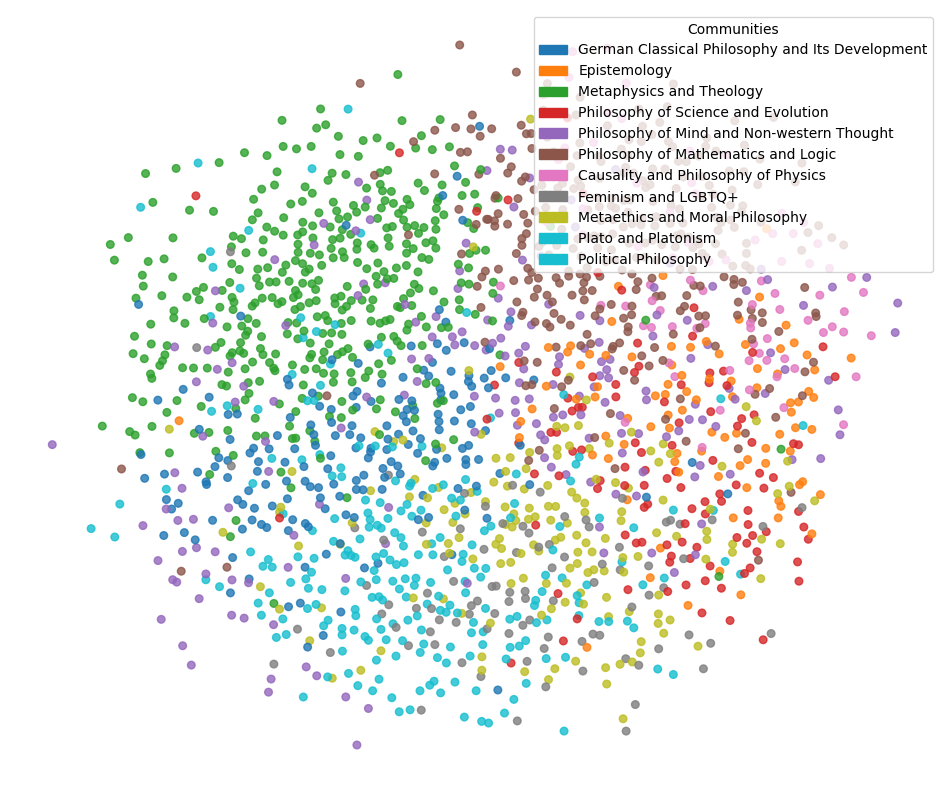 Communities
German Classical Philosophy and Its Development
Epistemology
Metaphysics and Theology
Philosophy of Science and Evolution
Philosophy of Mind and Non-western Thought
Philosophy of Mathematics and Logic
Causality and Philosophy of Physics
Feminism and LGBTQ+
Metaethics and Moral Philosophy
Plato and Platonism
Political Philosophy